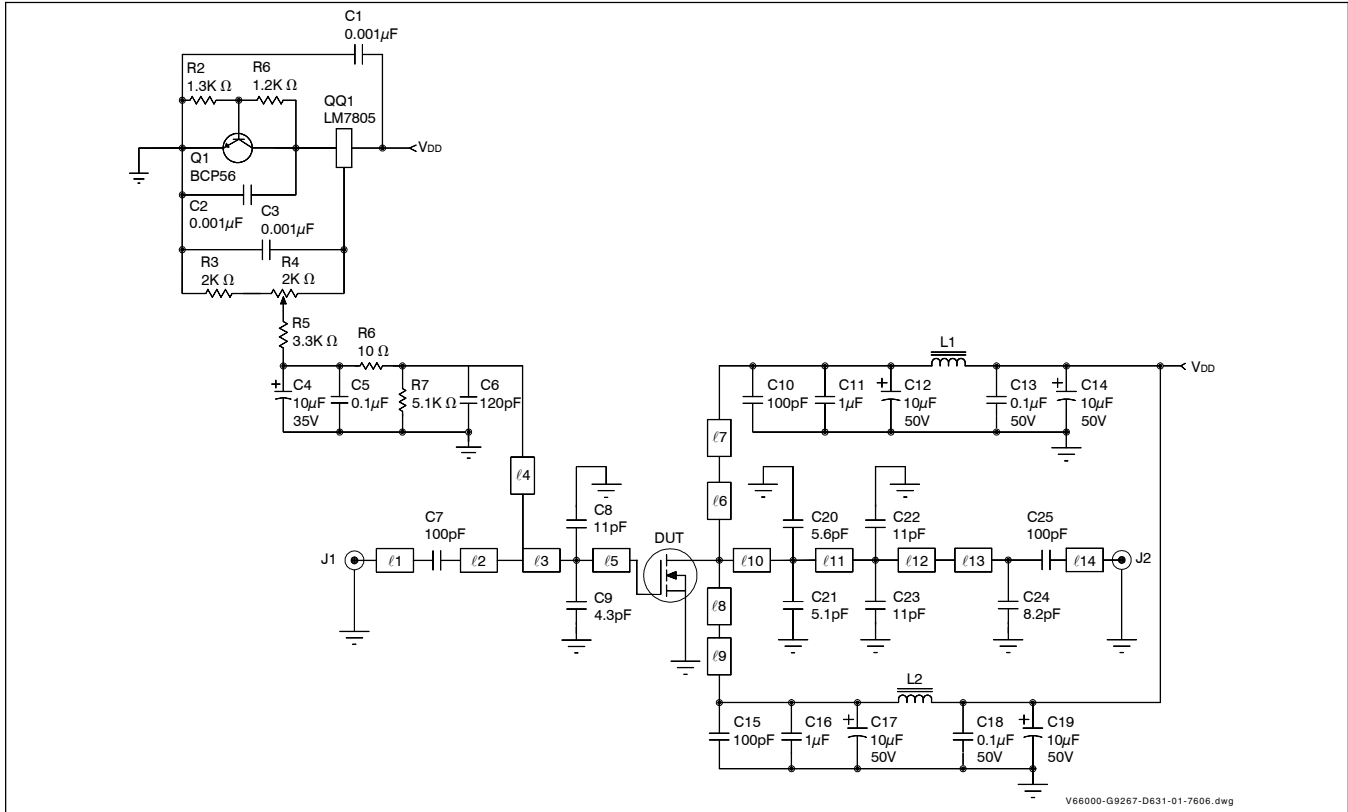 C1
0.001µF
R2
1.3K Ω
R6
1.2K Ω
QQ1
LM7805
VDD
Q1
BCP56
C2
0.001µF
C3
0.001µF
R3
2K Ω
R4
2K Ω
R5
3.3K Ω
R6
10 Ω
+ C4
10µF
35V
C5
0.1µF
R7
5.1K Ω
C6
120pF
L1
VDD
C10
100pF
C11
1µF
+ C12
10µF
50V
C13
0.1µF
50V
+ C14
10µF
50V
ℓ7
ℓ4
ℓ6
C7
100pF
C8
11pF
DUT
C20
5.6pF
C22
11pF
C25
100pF
J1
ℓ1
ℓ2
ℓ3
ℓ5
ℓ10
ℓ11
ℓ12
ℓ13
ℓ14
J2
C9
4.3pF
ℓ8
C21
5.1pF
C23
11pF
C24
8.2pF
ℓ9
L2
C15
100pF
C16
1µF
+ C17
10µF
50V
C18
0.1µF
50V
+ C19
10µF
50V
V66000-G9267-D631-01-7606.dwg